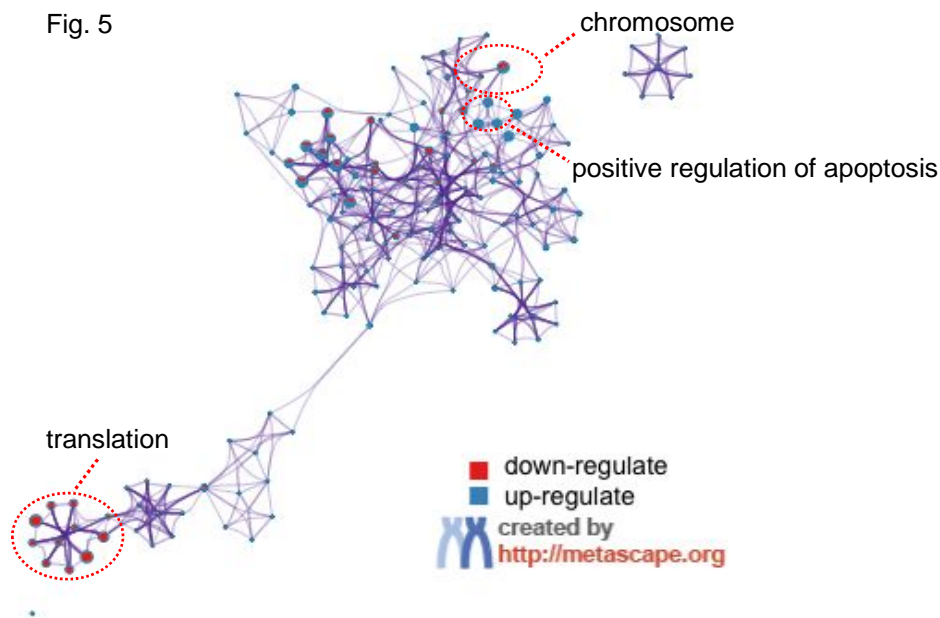 Fig. 5
chromosome
positive regulation of apoptosis
translation
down-regulate
up-regulate
created by
http://metascape.org